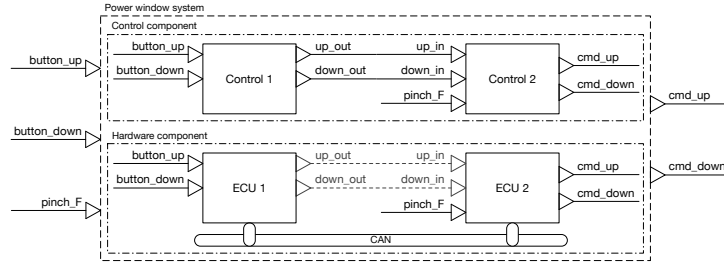 Power window system
Control component
button_up
button_down
Control 1
up_out
down_out
up_in
down_in
pinch_F
Control 2
cmd_up
cmd_down
button_up
button_down
pinch_F
cmd_up
cmd_down
Hardware component
button_up
button_down
ECU 1
up_out
down_out
up_in
down_in
pinch_F
ECU 2
cmd_up
cmd_down
CAN